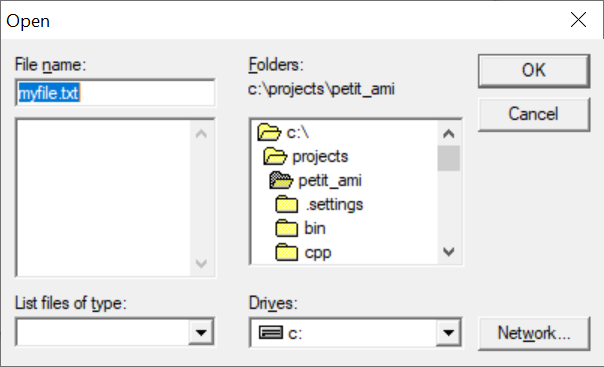 Open
File name:
myfile.txt
Folders:
c:\projects\petit_ami
c:\
projects
petit_ami
.settings
bin
cpp
OK
Cancel
List files of type:
Drives:
c:
Network...